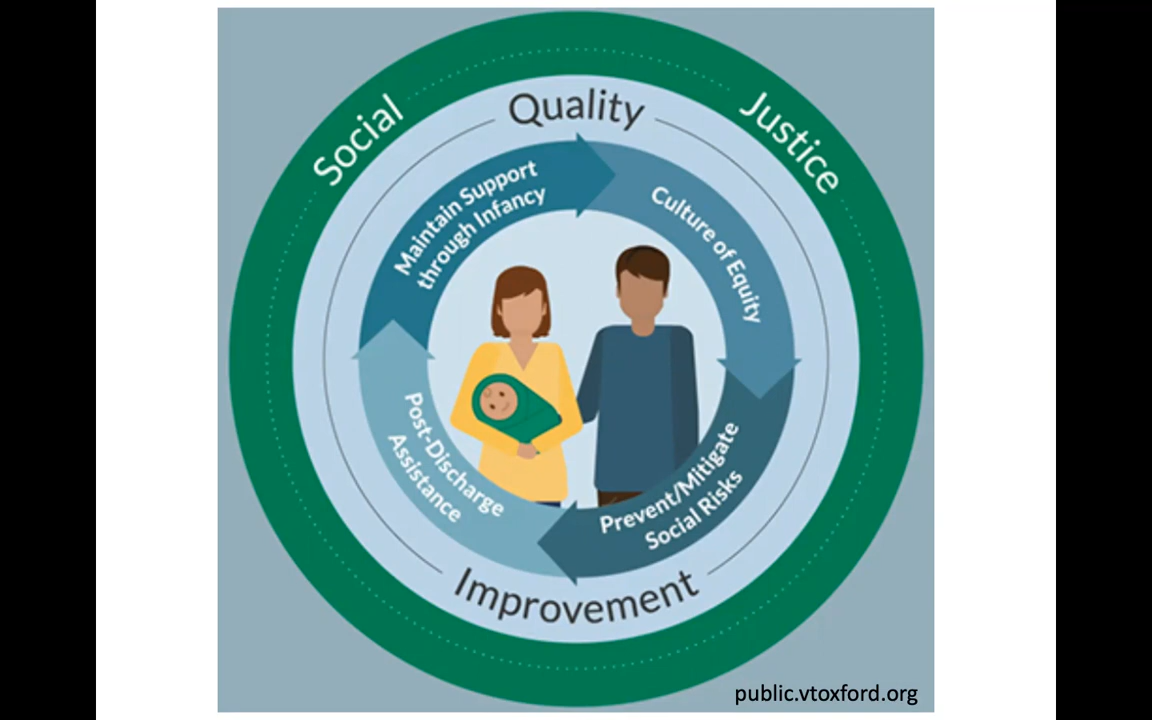 Social
Justice
Quality
Improvement
Maintain Support
through Infancy
Culture of Equity
Prevent/Mitigate
Social Risks
Post-Discharge
Assistance
public.vtoxford.org